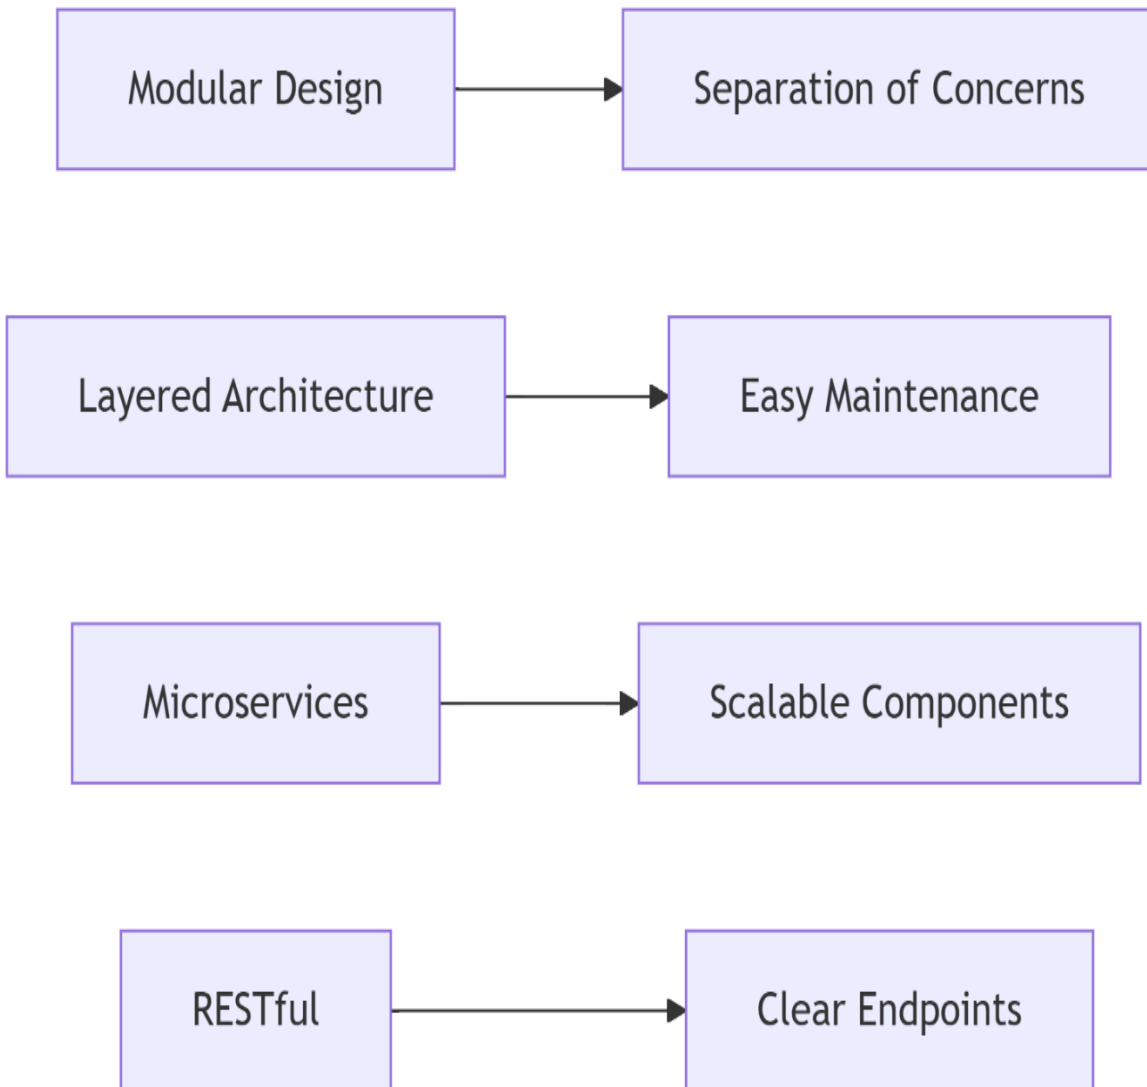 Modular Design
Separation of Concerns
Layered Architecture
Easy Maintenance
Microservices
Scalable Components
RESTful
Clear Endpoints